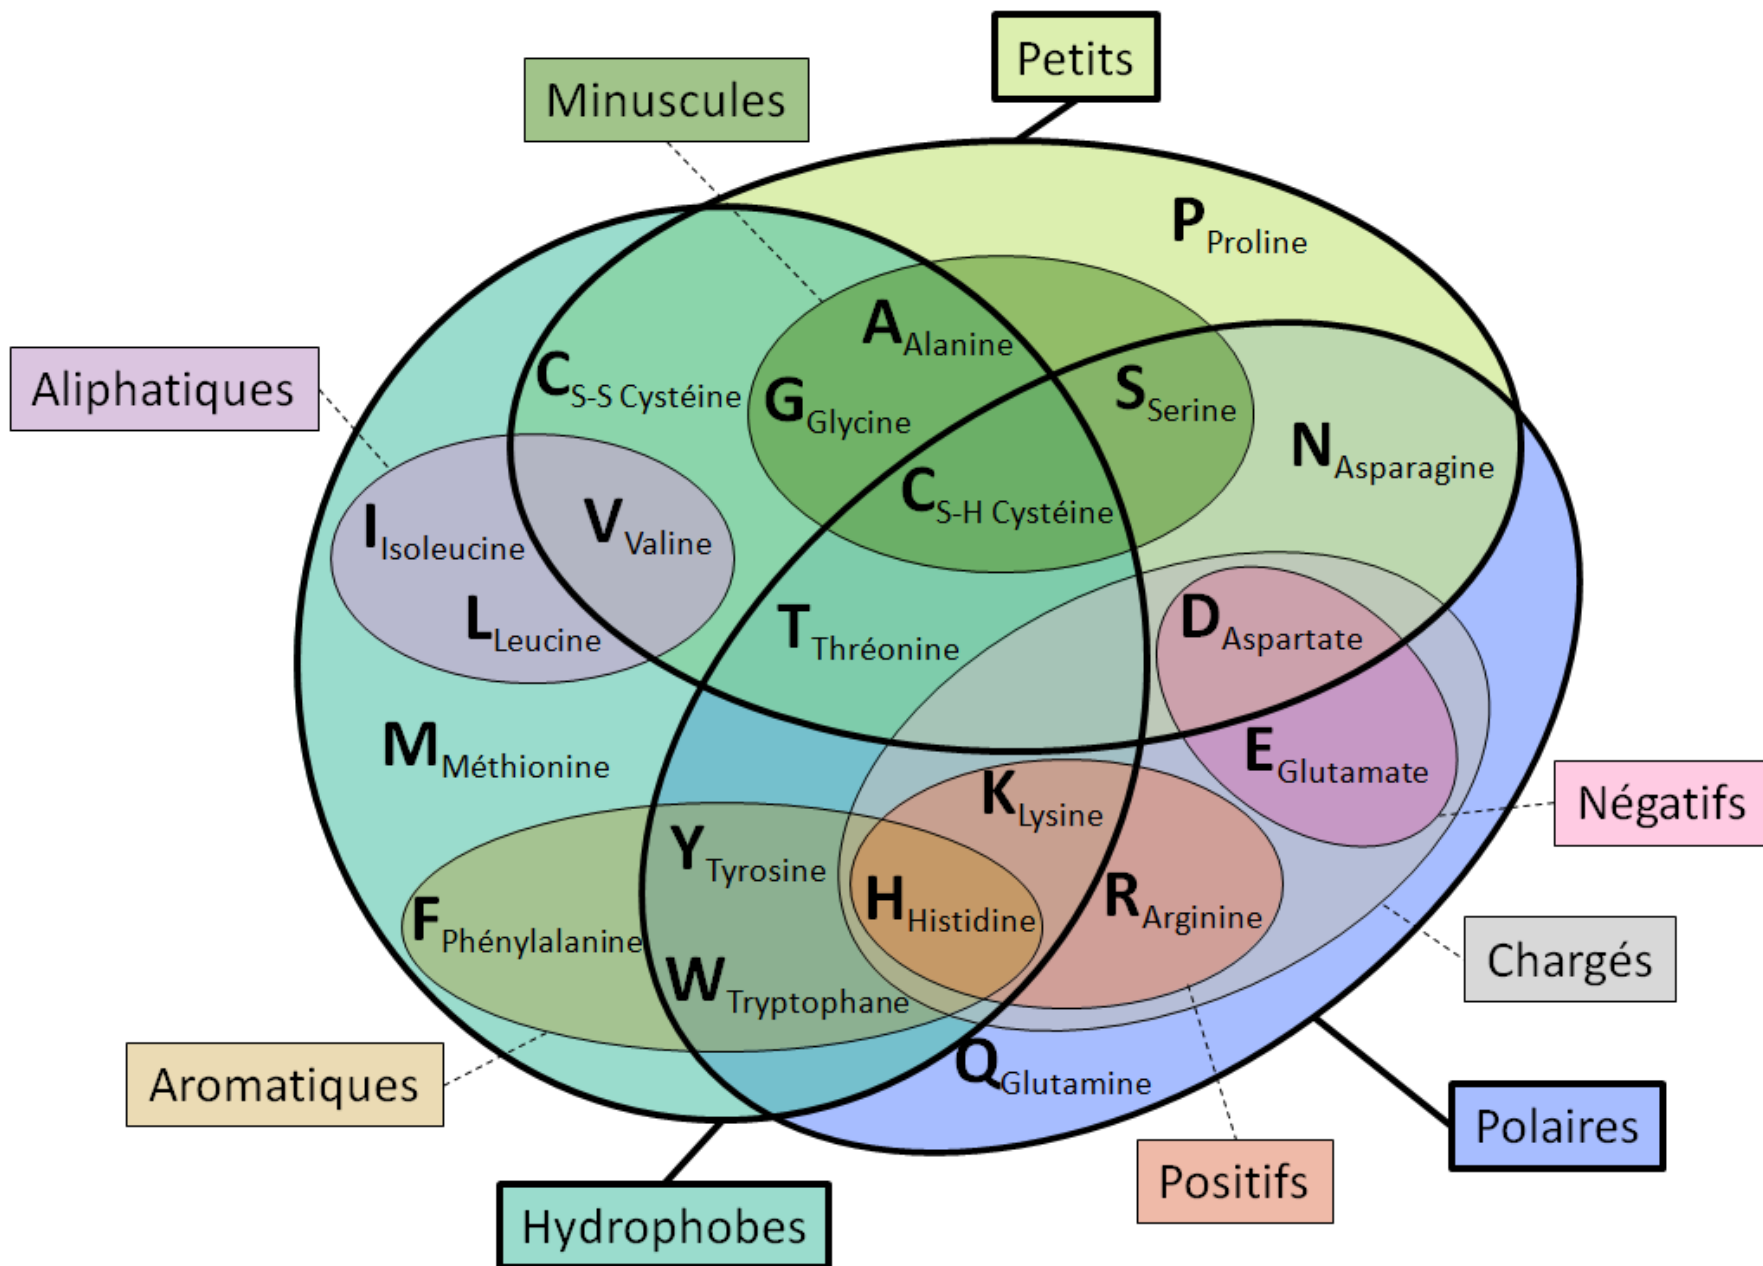 Petits
Minuscules
P Proline
A Alanine
Aliphatiques
C S-S Cystéine
G Glycine
S Serine
N Asparagine
C S-H Cystéine
I Isoleucine
V Valine
L Leucine
T Thréonine
D Aspartate
M Méthionine
E Glutamate
K Lysine
Négatifs
Y Tyrosine
H Histidine
R Arginine
F Phénylalanine
Chargés
W Tryptophane
Q Glutamine
Aromatiques
Polaires
Positifs
Hydrophobes